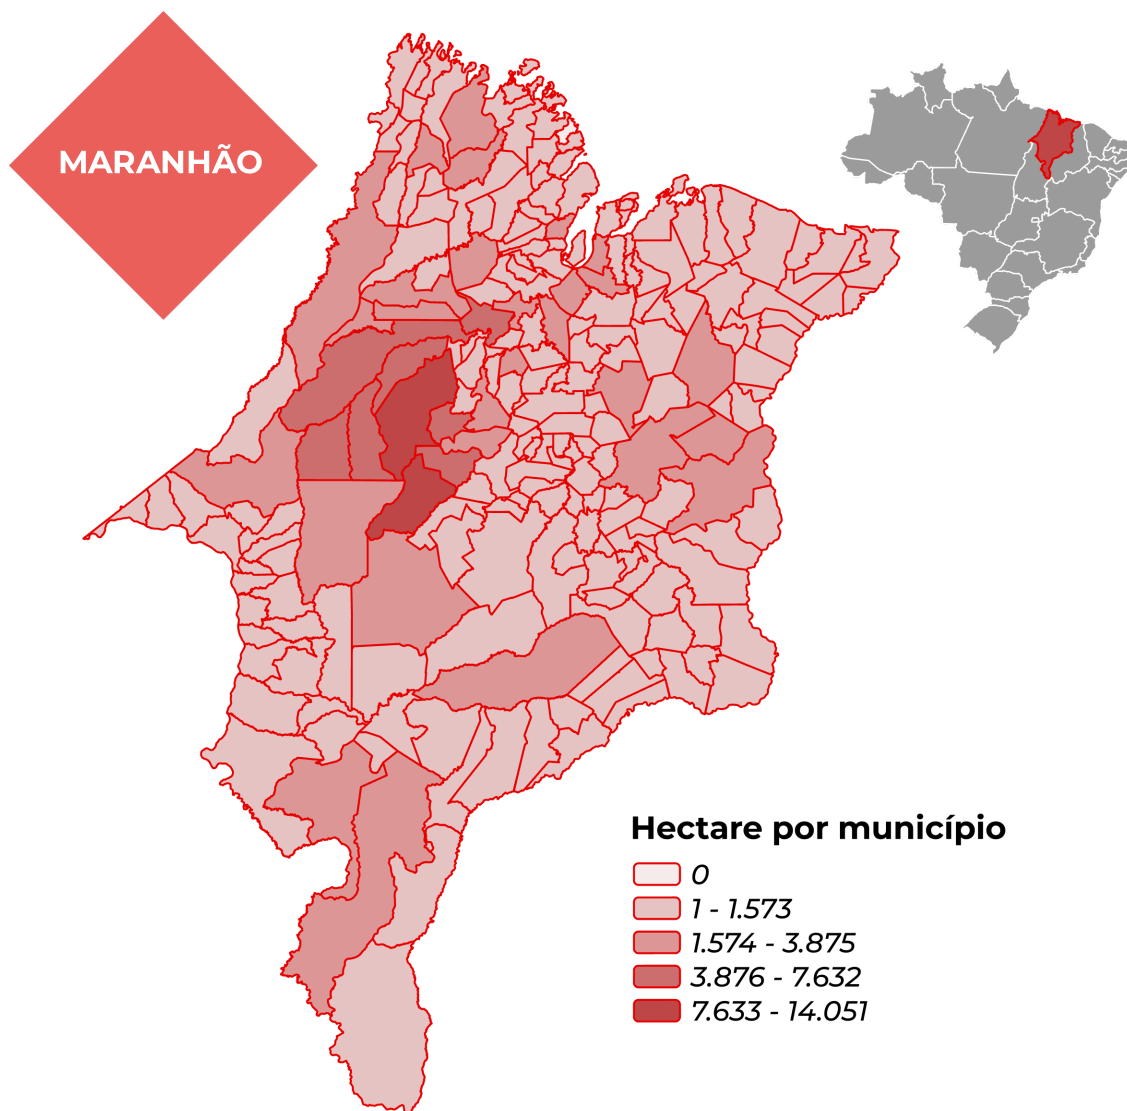 MARANHÃO
Hectare por município
0
1 - 1.573
1.574 - 3.875
3.876 - 7.632
7.633 - 14.051